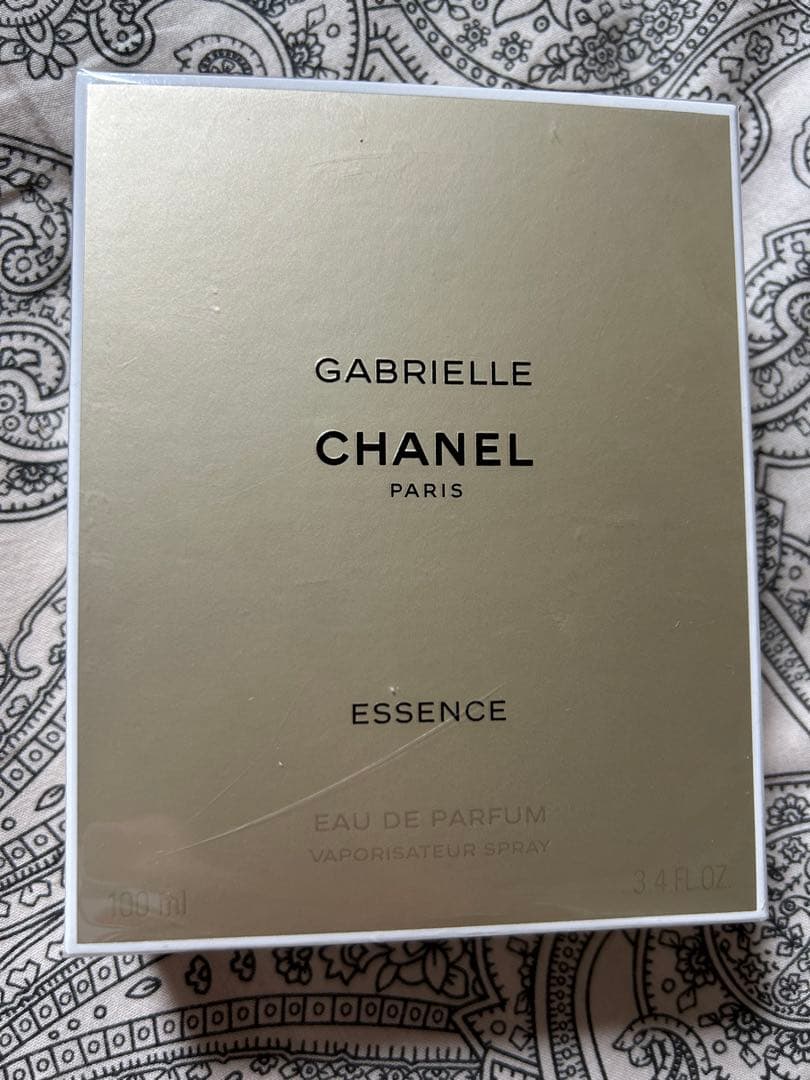 GABRIELLE
CHANEL
PARIS
ESSENCE
EAU DE PARFUM
VAPORISATEUR SPRAY
100 ml
3.4 FL.OZ.